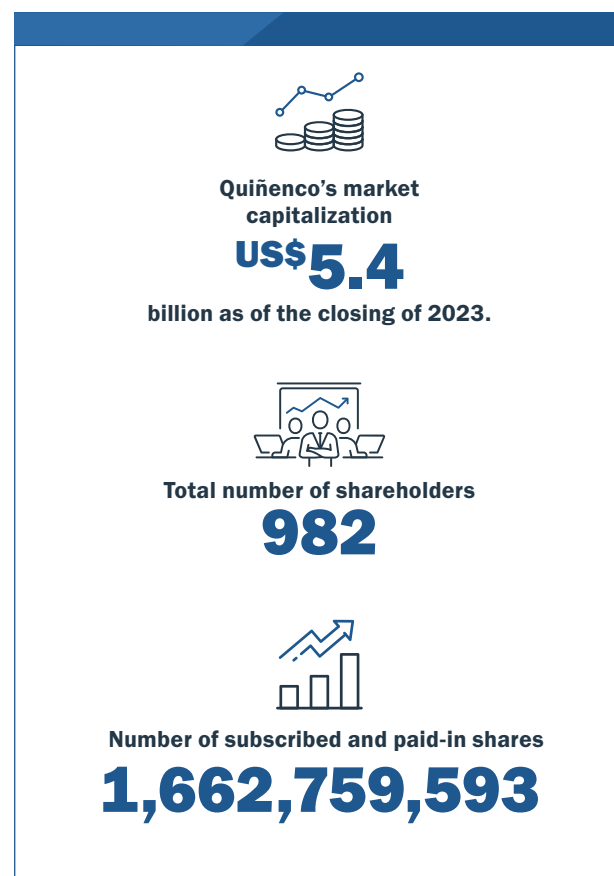 Quiñenco’s market
capitalization
US$5.4
billion as of the closing of 2023.
Total number of shareholders
982
Number of subscribed and paid-in shares
1,662,759,593